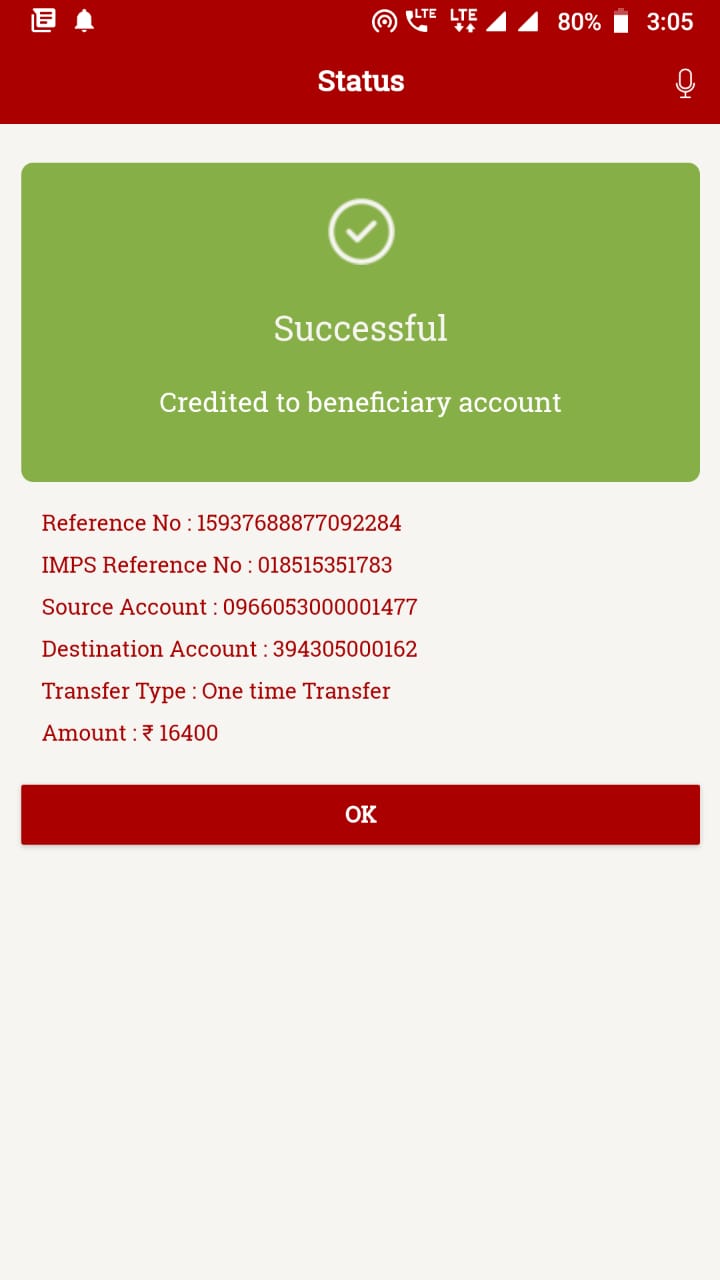 LTE LTE 80% 3:05
Status
Successful
Credited to beneficiary account
Reference No : 15937688877092284
IMPS Reference No : 018515351783
Source Account : 0966053000001477
Destination Account : 394305000162
Transfer Type : One time Transfer
Amount : ₹ 16400
OK